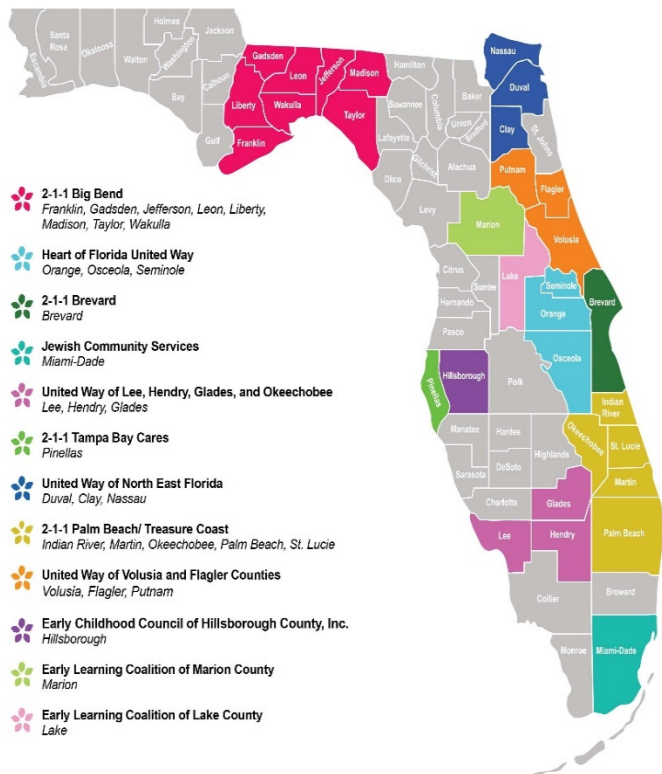 Holmes
Jackson
Santa
Rosa
Okaloosa
Escambia
Walton
Washington
Calhoun
Bay
Gulf
Gadsden
Leon
Jefferson
Madison
Liberty
Wakulla
Taylor
Franklin
Hamilton
Suwannee
Lafayette
Columbia
Baker
Union
Bradford
Gilchrist
Alachua
Dixie
Levy
Nassau
Duval
Clay
St. Johns
Putnam
Flagler
Volusia
Marion
Lake
Citrus
Sumter
Hernando
Pasco
Seminole
Orange
Osceola
Brevard
Pinellas
Hillsborough
Polk
Indian
River
Okeechobee
St. Lucie
Martin
Manatee
Hardee
Highlands
Sarasota
DeSoto
Charlotte
Glades
Lee
Hendry
Palm Beach
Collier
Broward
Monroe
Miami-Dade
2-1-1 Big Bend
Franklin, Gadsden, Jefferson, Leon, Liberty,
Madison, Taylor, Wakulla
Heart of Florida United Way
Orange, Osceola, Seminole
2-1-1 Brevard
Brevard
Jewish Community Services
Miami-Dade
United Way of Lee, Hendry, Glades, and Okeechobee
Lee, Hendry, Glades
2-1-1 Tampa Bay Cares
Pinellas
United Way of North East Florida
Duval, Clay, Nassau
2-1-1 Palm Beach/ Treasure Coast
Indian River, Martin, Okeechobee, Palm Beach, St. Lucie
United Way of Volusia and Flagler Counties
Volusia, Flagler, Putnam
Early Childhood Council of Hillsborough County, Inc.
Hillsborough
Early Learning Coalition of Marion County
Marion
Early Learning Coalition of Lake County
Lake